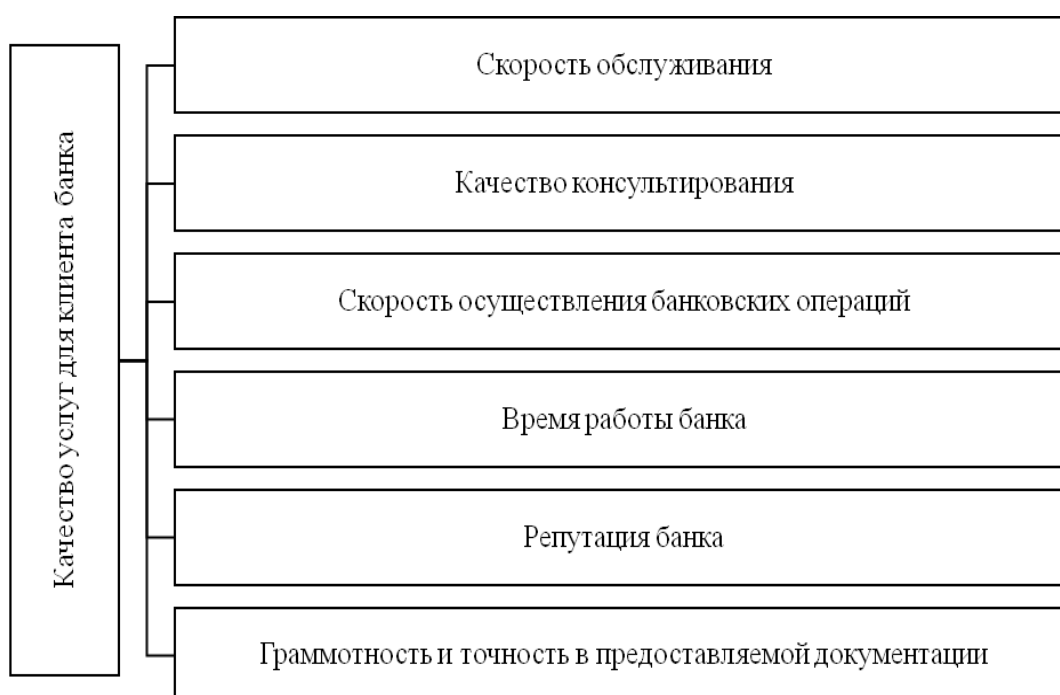 Качество услуг для клиента банка
Скорость обслуживания
Качество консультирования
Скорость осуществления банковских операций
Время работы банка
Репутация банка
Граммотность и точность в предоставляемой документации